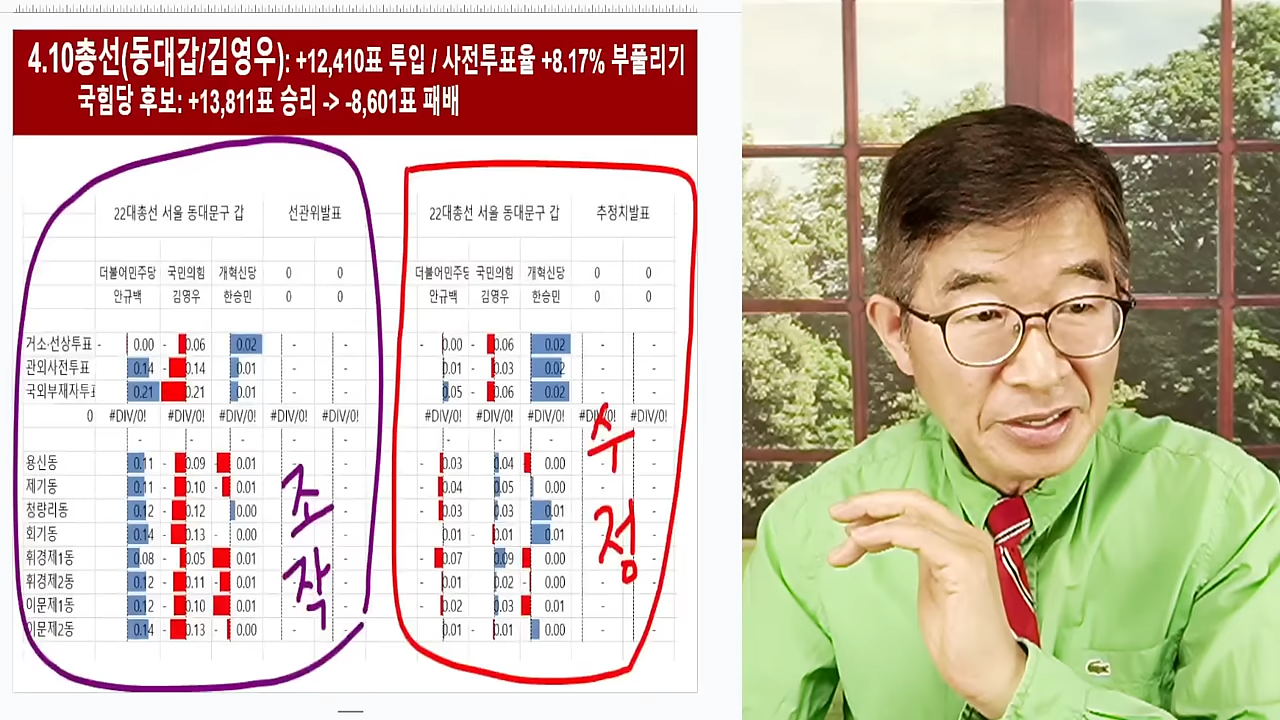 4.10총선(동대갑/김영우): +12,410표 투입 / 사전투표율 +8.17% 부풀리기
국힘당 후보: +13,811표 승리 -> -8,601표 패배
22대총선 서울 동대문구 갑 선관위발표 22대총선 서울 동대문구 갑 추정치발표
더불어민주당 국민의힘 개혁신당 0 0 더불어민주당 국민의힘 개혁신당 0 0
안규백 김영우 한승민 0 0 안규백 김영우 한승민 0 0
거소·선상투표 - 0.00 0.06 0.02 - - - 0.00 - 0.06 0.02 - -
관외사전투표 0.14 - 0.14 0.01 - - 0.01 - 0.03 0.02 - -
국외부재자투표 0.21 0.21 0.01 - - 0.05 - 0.06 0.02 - -
0 #DIV/0! #DIV/0! #DIV/0! #DIV/0! #DIV/0! #DIV/0! #DIV/0! #DIV/0! #DIV/0! #DIV/0!
- - - - - - - - - -
용신동 0.11 - 0.09 - 0.01 - - - 0.03 0.04 - 0.00 - -
제기동 0.11 - 0.10 - 0.01 - - - 0.04 0.05 0.00 - -
청량리동 0.12 - 0.12 0.00 - - - 0.03 0.03 0.01 - -
회기동 0.14 - 0.13 - 0.00 - - 0.01 - 0.01 0.01 - -
휘경제1동 0.08 - 0.05 - 0.01 - - - 0.07 0.09 - 0.00 - -
휘경제2동 0.12 - 0.11 - 0.01 - - - 0.01 0.02 - 0.00 - -
이문제1동 0.12 - 0.10 - 0.01 - - - 0.02 0.03 - 0.01 - -
이문제2동 0.14 - 0.13 - 0.00 - - 0.01 - 0.01 0.00 - -
조작
추정